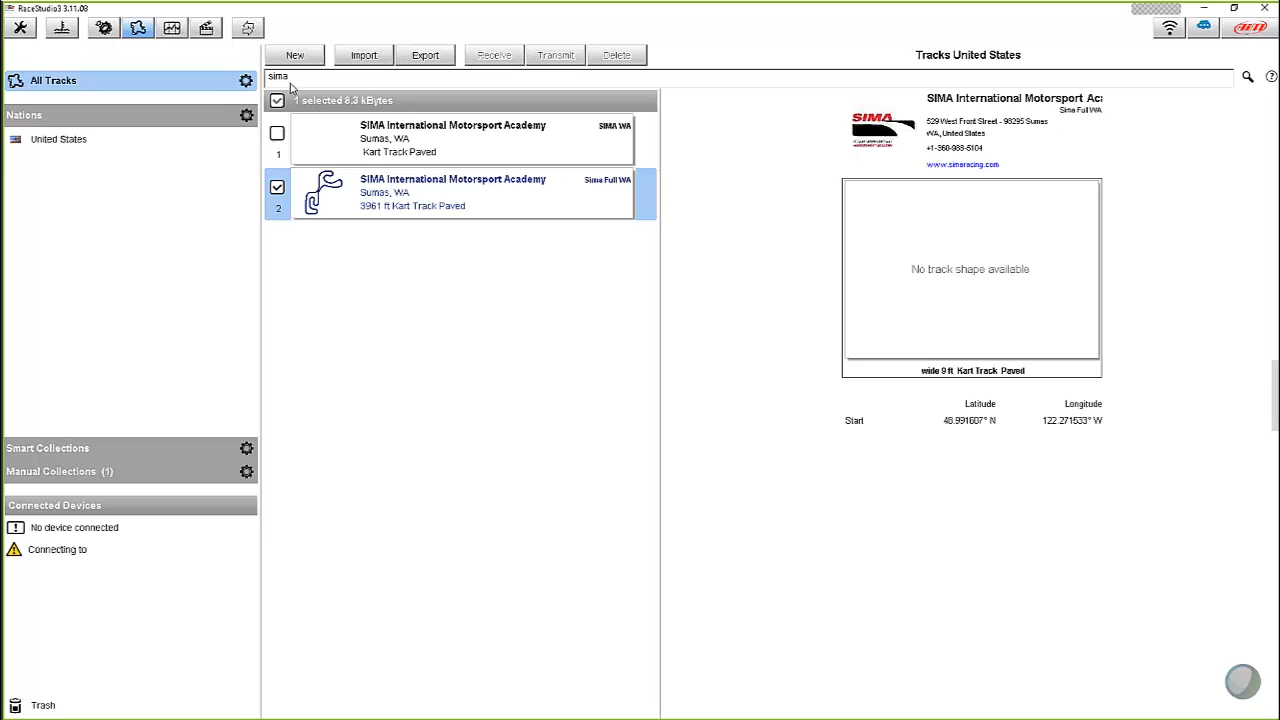 RaceStudio3 3.11.08
New
Import
Export
Receive
Transmit
Delete
sima
All Tracks
Nations
United States
Smart Collections
Manual Collections (1)
Connected Devices
No device connected
Connecting to
Trash
1 selected 8.3 kBytes
SIMA International Motorsport Academy SIMA WA
Sumas, WA
1 Kart Track Paved
SIMA International Motorsport Academy Sima Full WA
Sumas, WA
2 3961 ft Kart Track Paved
Tracks United States
SIMA International Motorsport Ac
Sima Full WA
SIMA
529 West Front Street - 98295 Sumas
WA, United States
+1-360-988-5104
www.simaracing.com
No track shape available
wide 9 ft Kart Track Paved
Latitude Longitude
Start 48.991607° N 122.271533° W